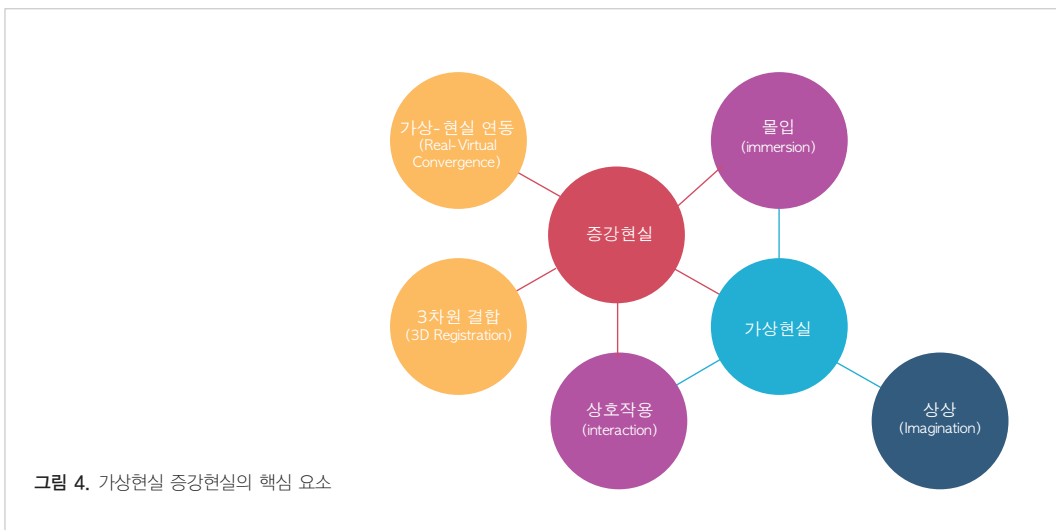 가상-현실 연동
(Real-Virtual
Convergence)
몰입
(immersion)
증강현실
3차원 결합
(3D Registration)
가상현실
상호작용
(interaction)
상상
(Imagination)
그림 4. 가상현실 증강현실의 핵심 요소